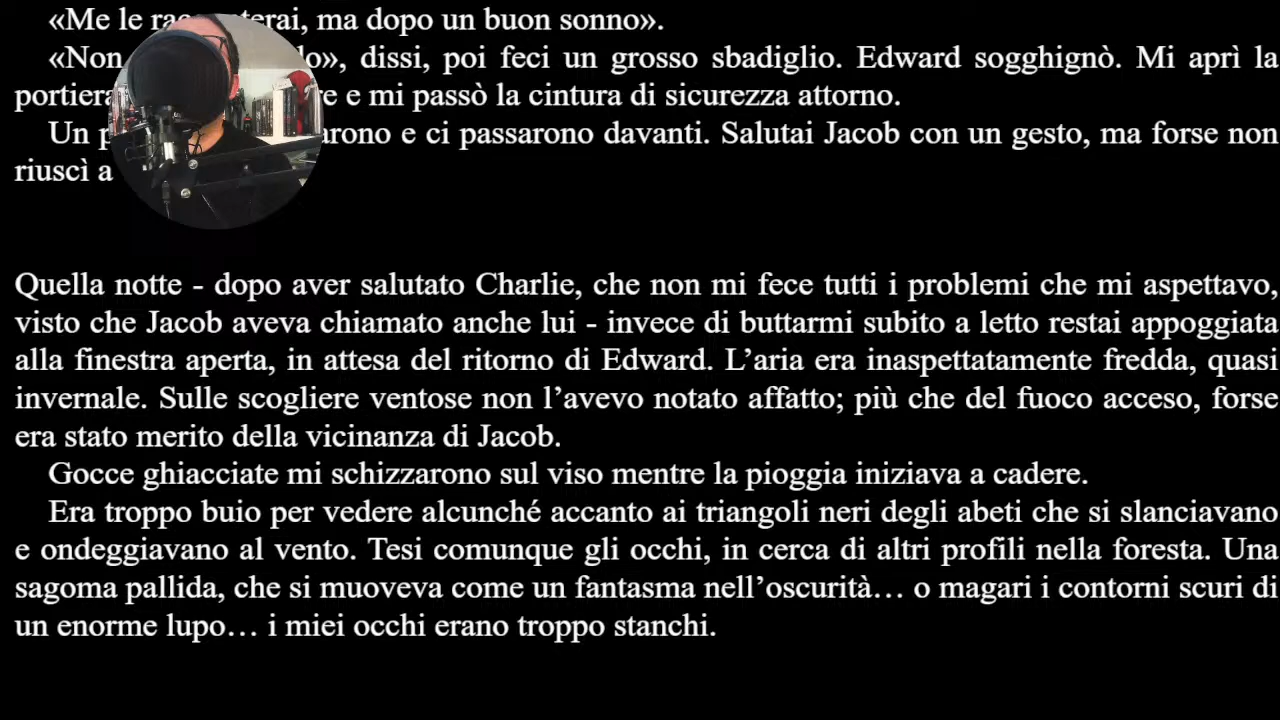 «Me le ra terai, ma dopo un buon sonno».
«Non lo», dissi, poi feci un grosso sbadiglio. Edward sogghignò. Mi aprì la
portiera re e mi passò la cintura di sicurezza attorno.
Un p arono e ci passarono davanti. Salutai Jacob con un gesto, ma forse non
riuscì a
Quella notte - dopo aver salutato Charlie, che non mi fece tutti i problemi che mi aspettavo,
visto che Jacob aveva chiamato anche lui - invece di buttarmi subito a letto restai appoggiata
alla finestra aperta, in attesa del ritorno di Edward. L’aria era inaspettatamente fredda, quasi
invernale. Sulle scogliere ventose non l’avevo notato affatto; più che del fuoco acceso, forse
era stato merito della vicinanza di Jacob.
Gocce ghiacciate mi schizzarono sul viso mentre la pioggia iniziava a cadere.
Era troppo buio per vedere alcunché accanto ai triangoli neri degli abeti che si slanciavano
e ondeggiavano al vento. Tesi comunque gli occhi, in cerca di altri profili nella foresta. Una
sagoma pallida, che si muoveva come un fantasma nell’oscurità… o magari i contorni scuri di
un enorme lupo… i miei occhi erano troppo stanchi.